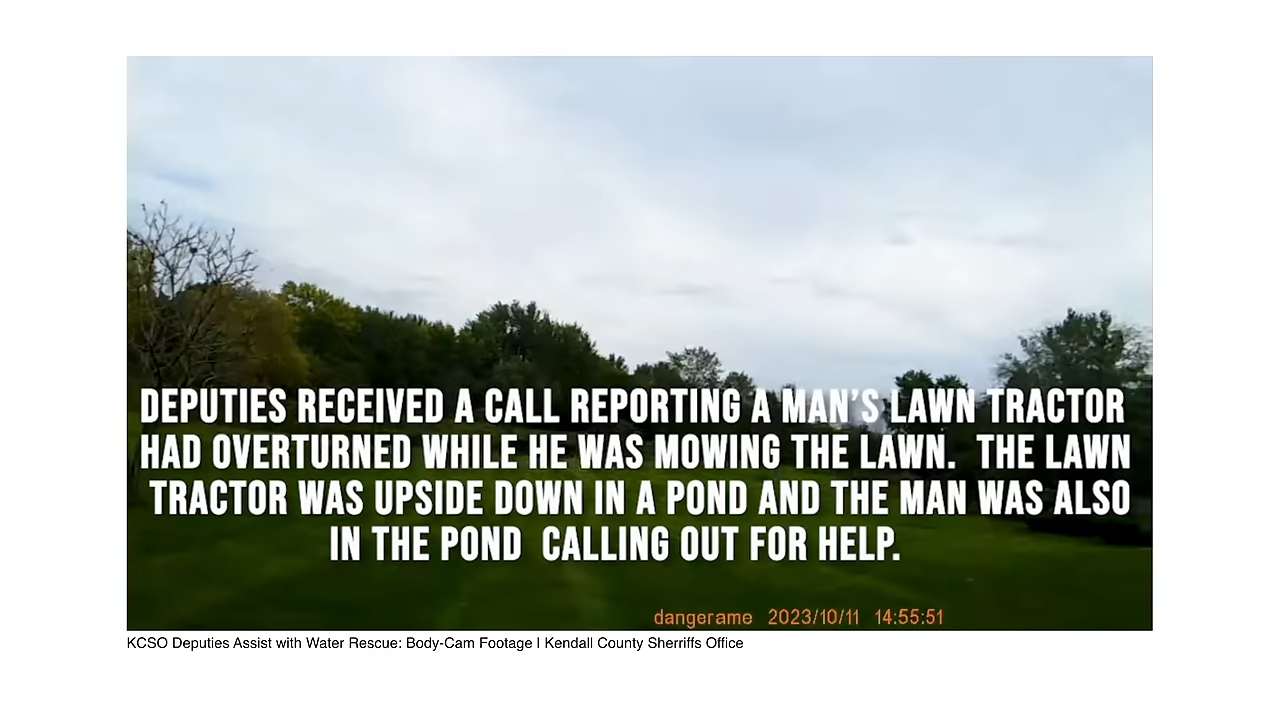 DEPUTIES RECEIVED A CALL REPORTING A MAN'S LAWN TRACTOR
HAD OVERTURNED WHILE HE WAS MOWING THE LAWN.  THE LAWN
TRACTOR WAS UPSIDE DOWN IN A POND AND THE MAN WAS ALSO
IN THE POND  CALLING OUT FOR HELP.
dangerame 2023/10/11 14:55:51
KCSO Deputies Assist with Water Rescue: Body-Cam Footage | Kendall County Sherriffs Office